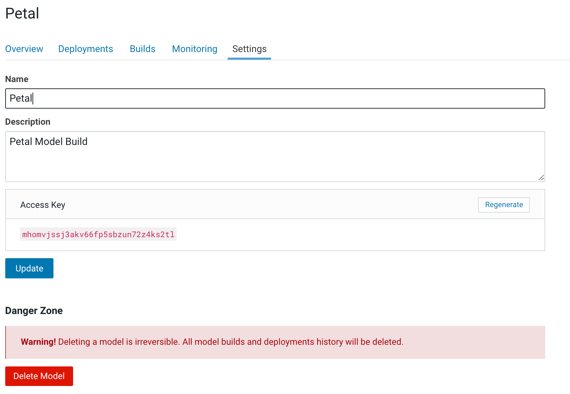 Petal
Overview Deployments Builds Monitoring Settings
Name
Petal
Description
Petal Model Build
Access Key Regenerate
mhomvjssj3akv66fp5sbzun72z4ks2tl
Update
Danger Zone
Warning! Deleting a model is irreversible. All model builds and deployments history will be deleted.
Delete Model